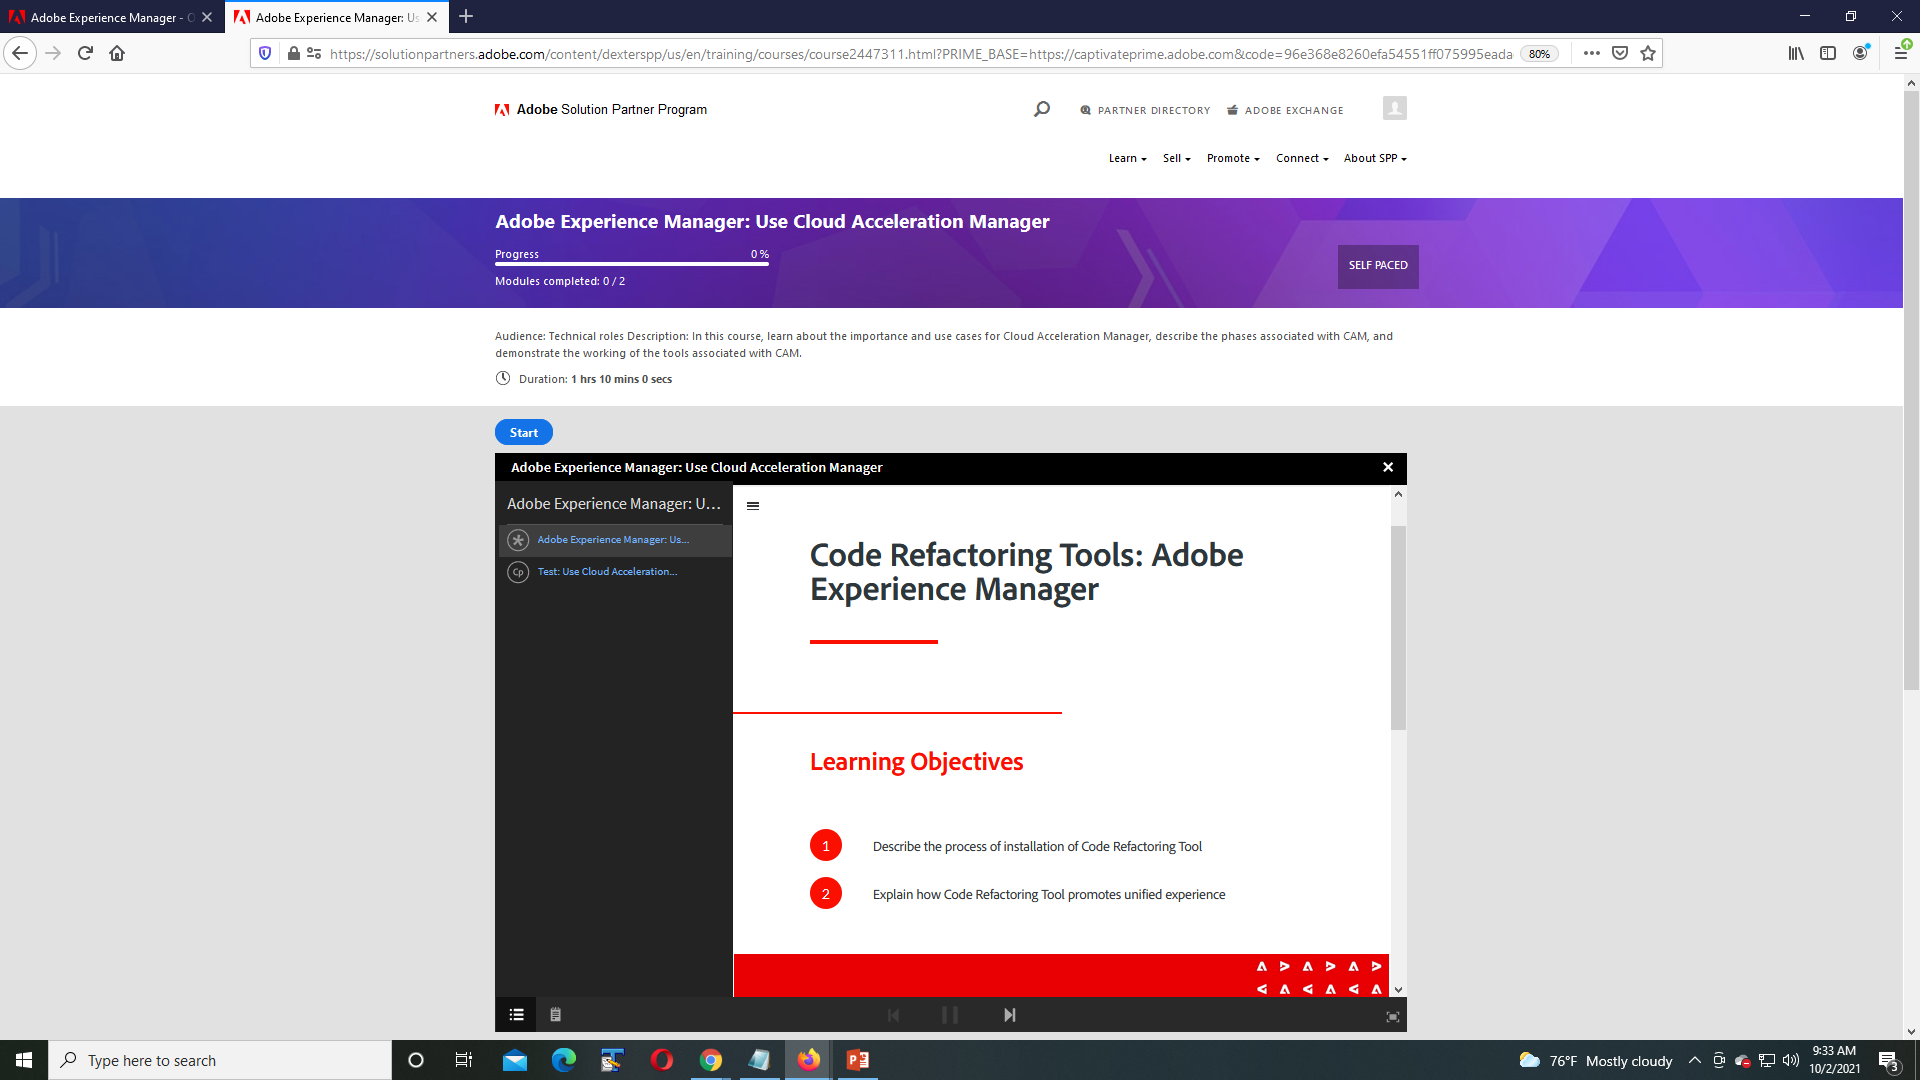 Adobe Experience Manager - O
Adobe Experience Manager: Us
https://solutionpartners.adobe.com/content/dexterspp/us/en/training/courses/course2447311.html?PRIME_BASE=https://captivateprime.adobe.com&code=96e368e8260efa54551ff075995eada
80%
Adobe Solution Partner Program
PARTNER DIRECTORY
ADOBE EXCHANGE
Learn
Sell
Promote
Connect
About SPP
Adobe Experience Manager: Use Cloud Acceleration Manager
Progress 0 %
Modules completed: 0 / 2
SELF PACED
Audience: Technical roles Description: In this course, learn about the importance and use cases for Cloud Acceleration Manager, describe the phases associated with CAM, and
demonstrate the working of the tools associated with CAM.
Duration: 1 hrs 10 mins 0 secs
Start
Adobe Experience Manager: Use Cloud Acceleration Manager
Adobe Experience Manager: U...
Adobe Experience Manager: Us...
Cp Test: Use Cloud Acceleration...
Code Refactoring Tools: Adobe
Experience Manager
Learning Objectives
1 Describe the process of installation of Code Refactoring Tool
2 Explain how Code Refactoring Tool promotes unified experience
Type here to search
76°F Mostly cloudy
9:33 AM
10/2/2021
3